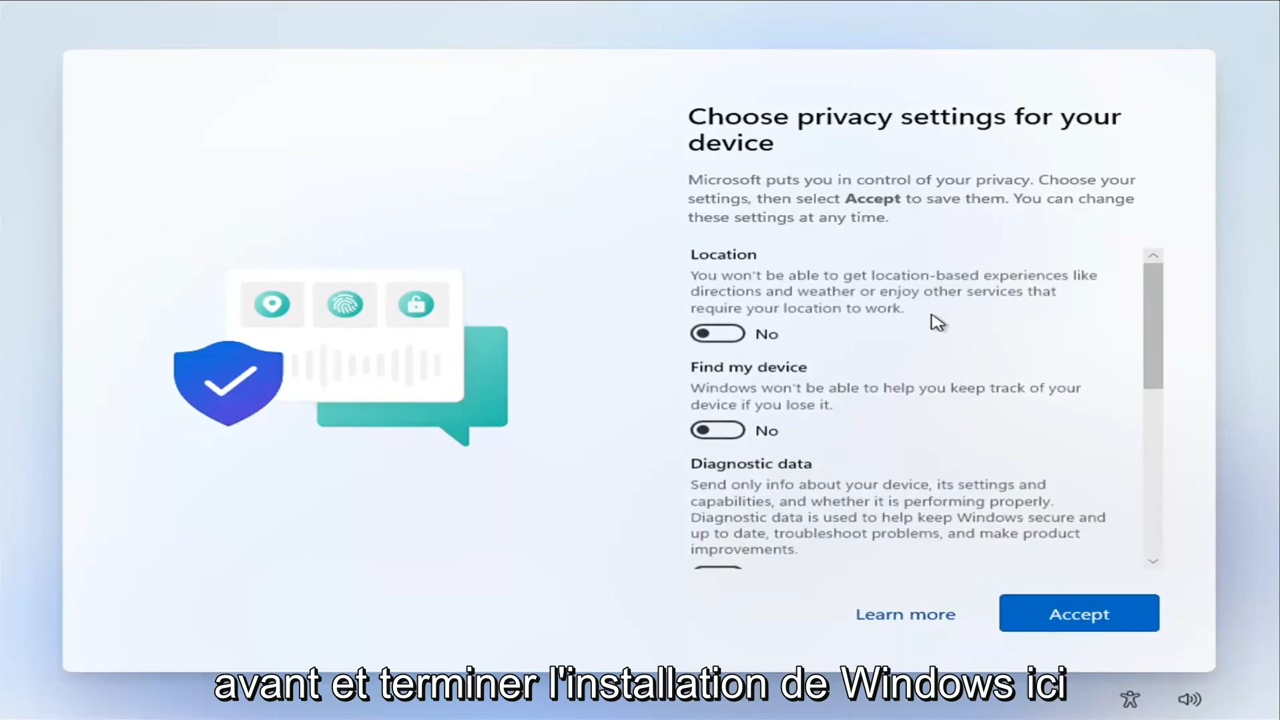 Choose privacy settings for your
device
Microsoft puts you in control of your privacy. Choose your
settings, then select Accept to save them. You can change
these settings at any time.
Location
You won't be able to get location-based experiences like
directions and weather or enjoy other services that
require your location to work.
No
Find my device
Windows won't be able to help you keep track of your
device if you lose it.
No
Diagnostic data
Send only info about your device, its settings and
capabilities, and whether it is performing properly.
Diagnostic data is used to help keep Windows secure and
up to date, troubleshoot problems, and make product
improvements.
Learn more
Accept
avant et terminer l'installation de Windows ici